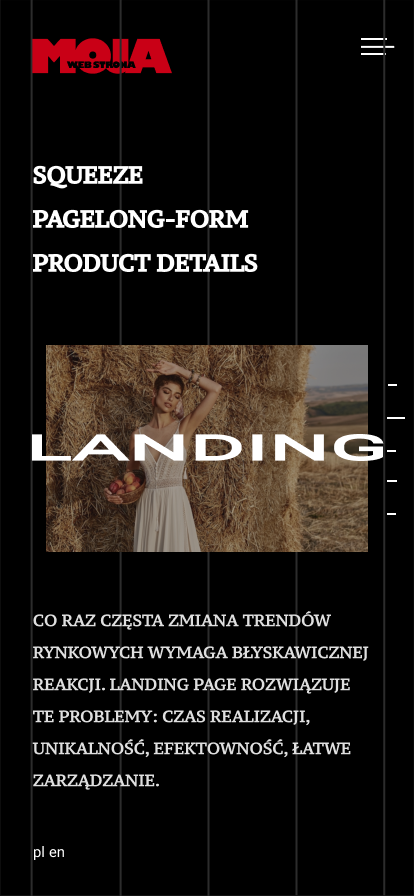 MOJA
WEB STRONA
SQUEEZE
PAGELONG-FORM
PRODUCT DETAILS
LANDING
CO RAZ CZĘSTA ZMIANA TRENDÓW
RYNKOWYCH WYMAGA BŁYSKAWICZNEJ
REAKCJI. LANDING PAGE ROZWIĄZUJE
TE PROBLEMY: CZAS REALIZACJI,
UNIKALNOŚĆ, EFEKTOWNOŚĆ, ŁATWE
ZARZĄDZANIE.
pl en